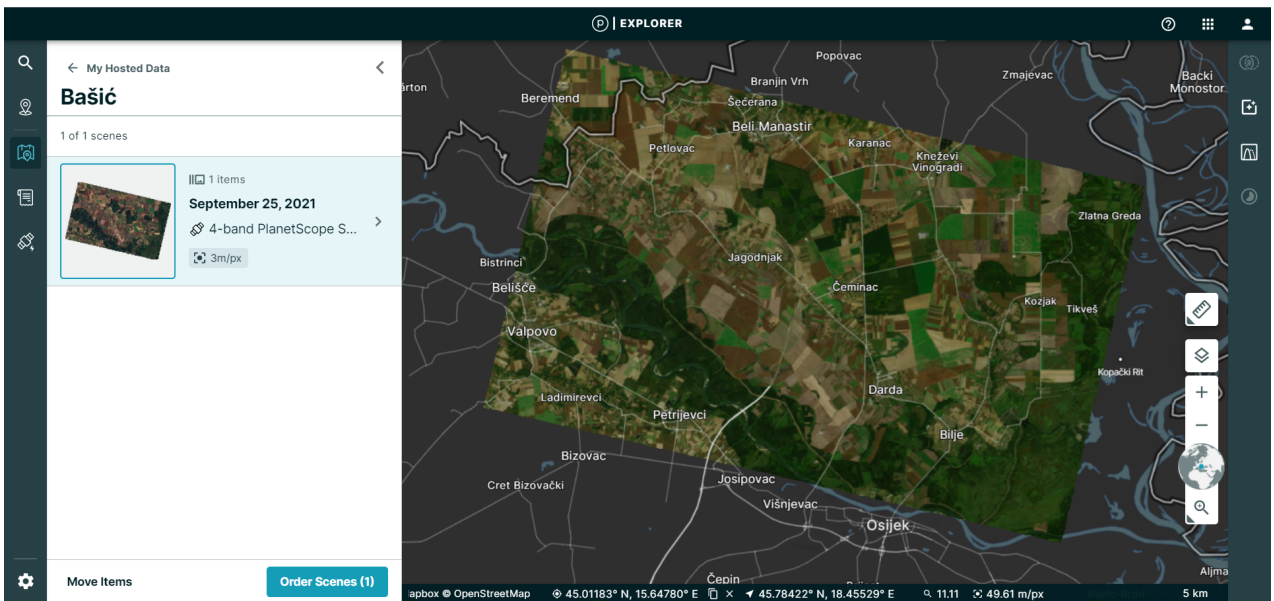 EXPLORER
My Hosted Data
Bašić
1 of 1 scenes
1 items
September 25, 2021
4-band PlanetScope S...
3m/px
Move Items
Order Scenes (1)
Popovac
Branjin Vrh
Zmajevac
Backi
Monostor
árton
Beremend
Šećerana
Beli Manastir
Petlovac
Karanac
Kneževi
Vinogradi
Zlatna Greda
Bistrinci
Jagodnjak
Belišće
Čeminac
Kozjak
Tikveš
Valpovo
Kopački Rit
Darda
Ladimirevci
Petrijevci
Bilje
Bizovac
Cret Bizovački
Josipovac
Višnjevac
Osijek
Čepin
Aljma
apbox © OpenStreetMap 45.01183° N, 15.64780° E 45.78422° N, 18.45529° E 11.11 49.61 m/px 5 km